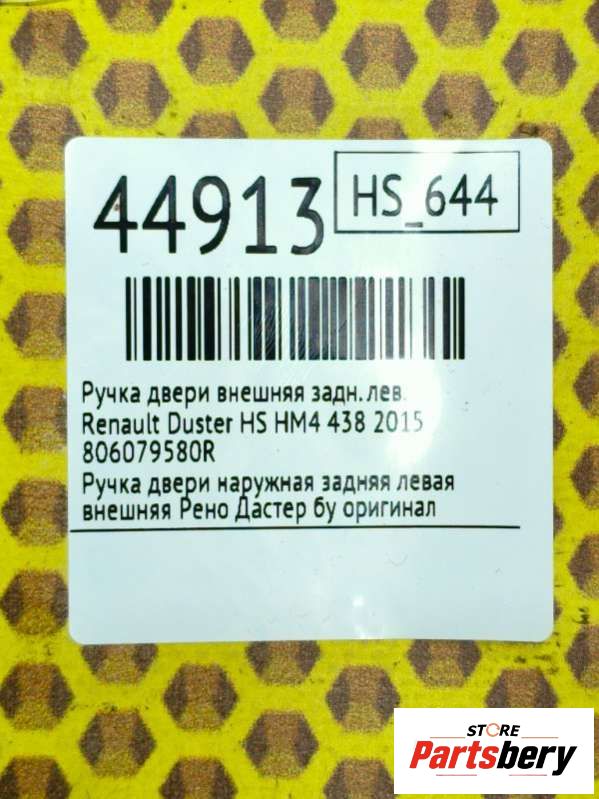 44913
HS_644
Ручка двери внешняя задн.лев.
Renault Duster HS HM4 438 2015
806079580R
Ручка двери наружная задняя левая
внешняя Рено Дастер бу оригинал
STORE
Partsbery